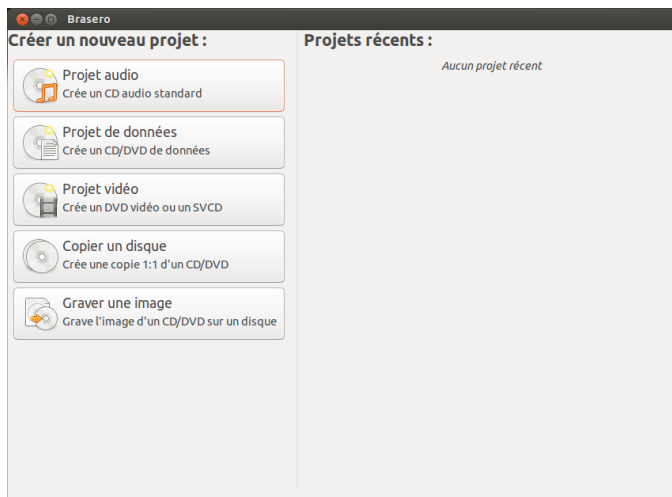 Brasero
Créer un nouveau projet :
Projet audio
Crée un CD audio standard
Projet de données
Crée un CD/DVD de données
Projet vidéo
Crée un DVD vidéo ou un SVCD
Copier un disque
Crée une copie 1:1 d'un CD/DVD
Graver une image
Grave l'image d'un CD/DVD sur un disque
Projets récents :
Aucun projet récent